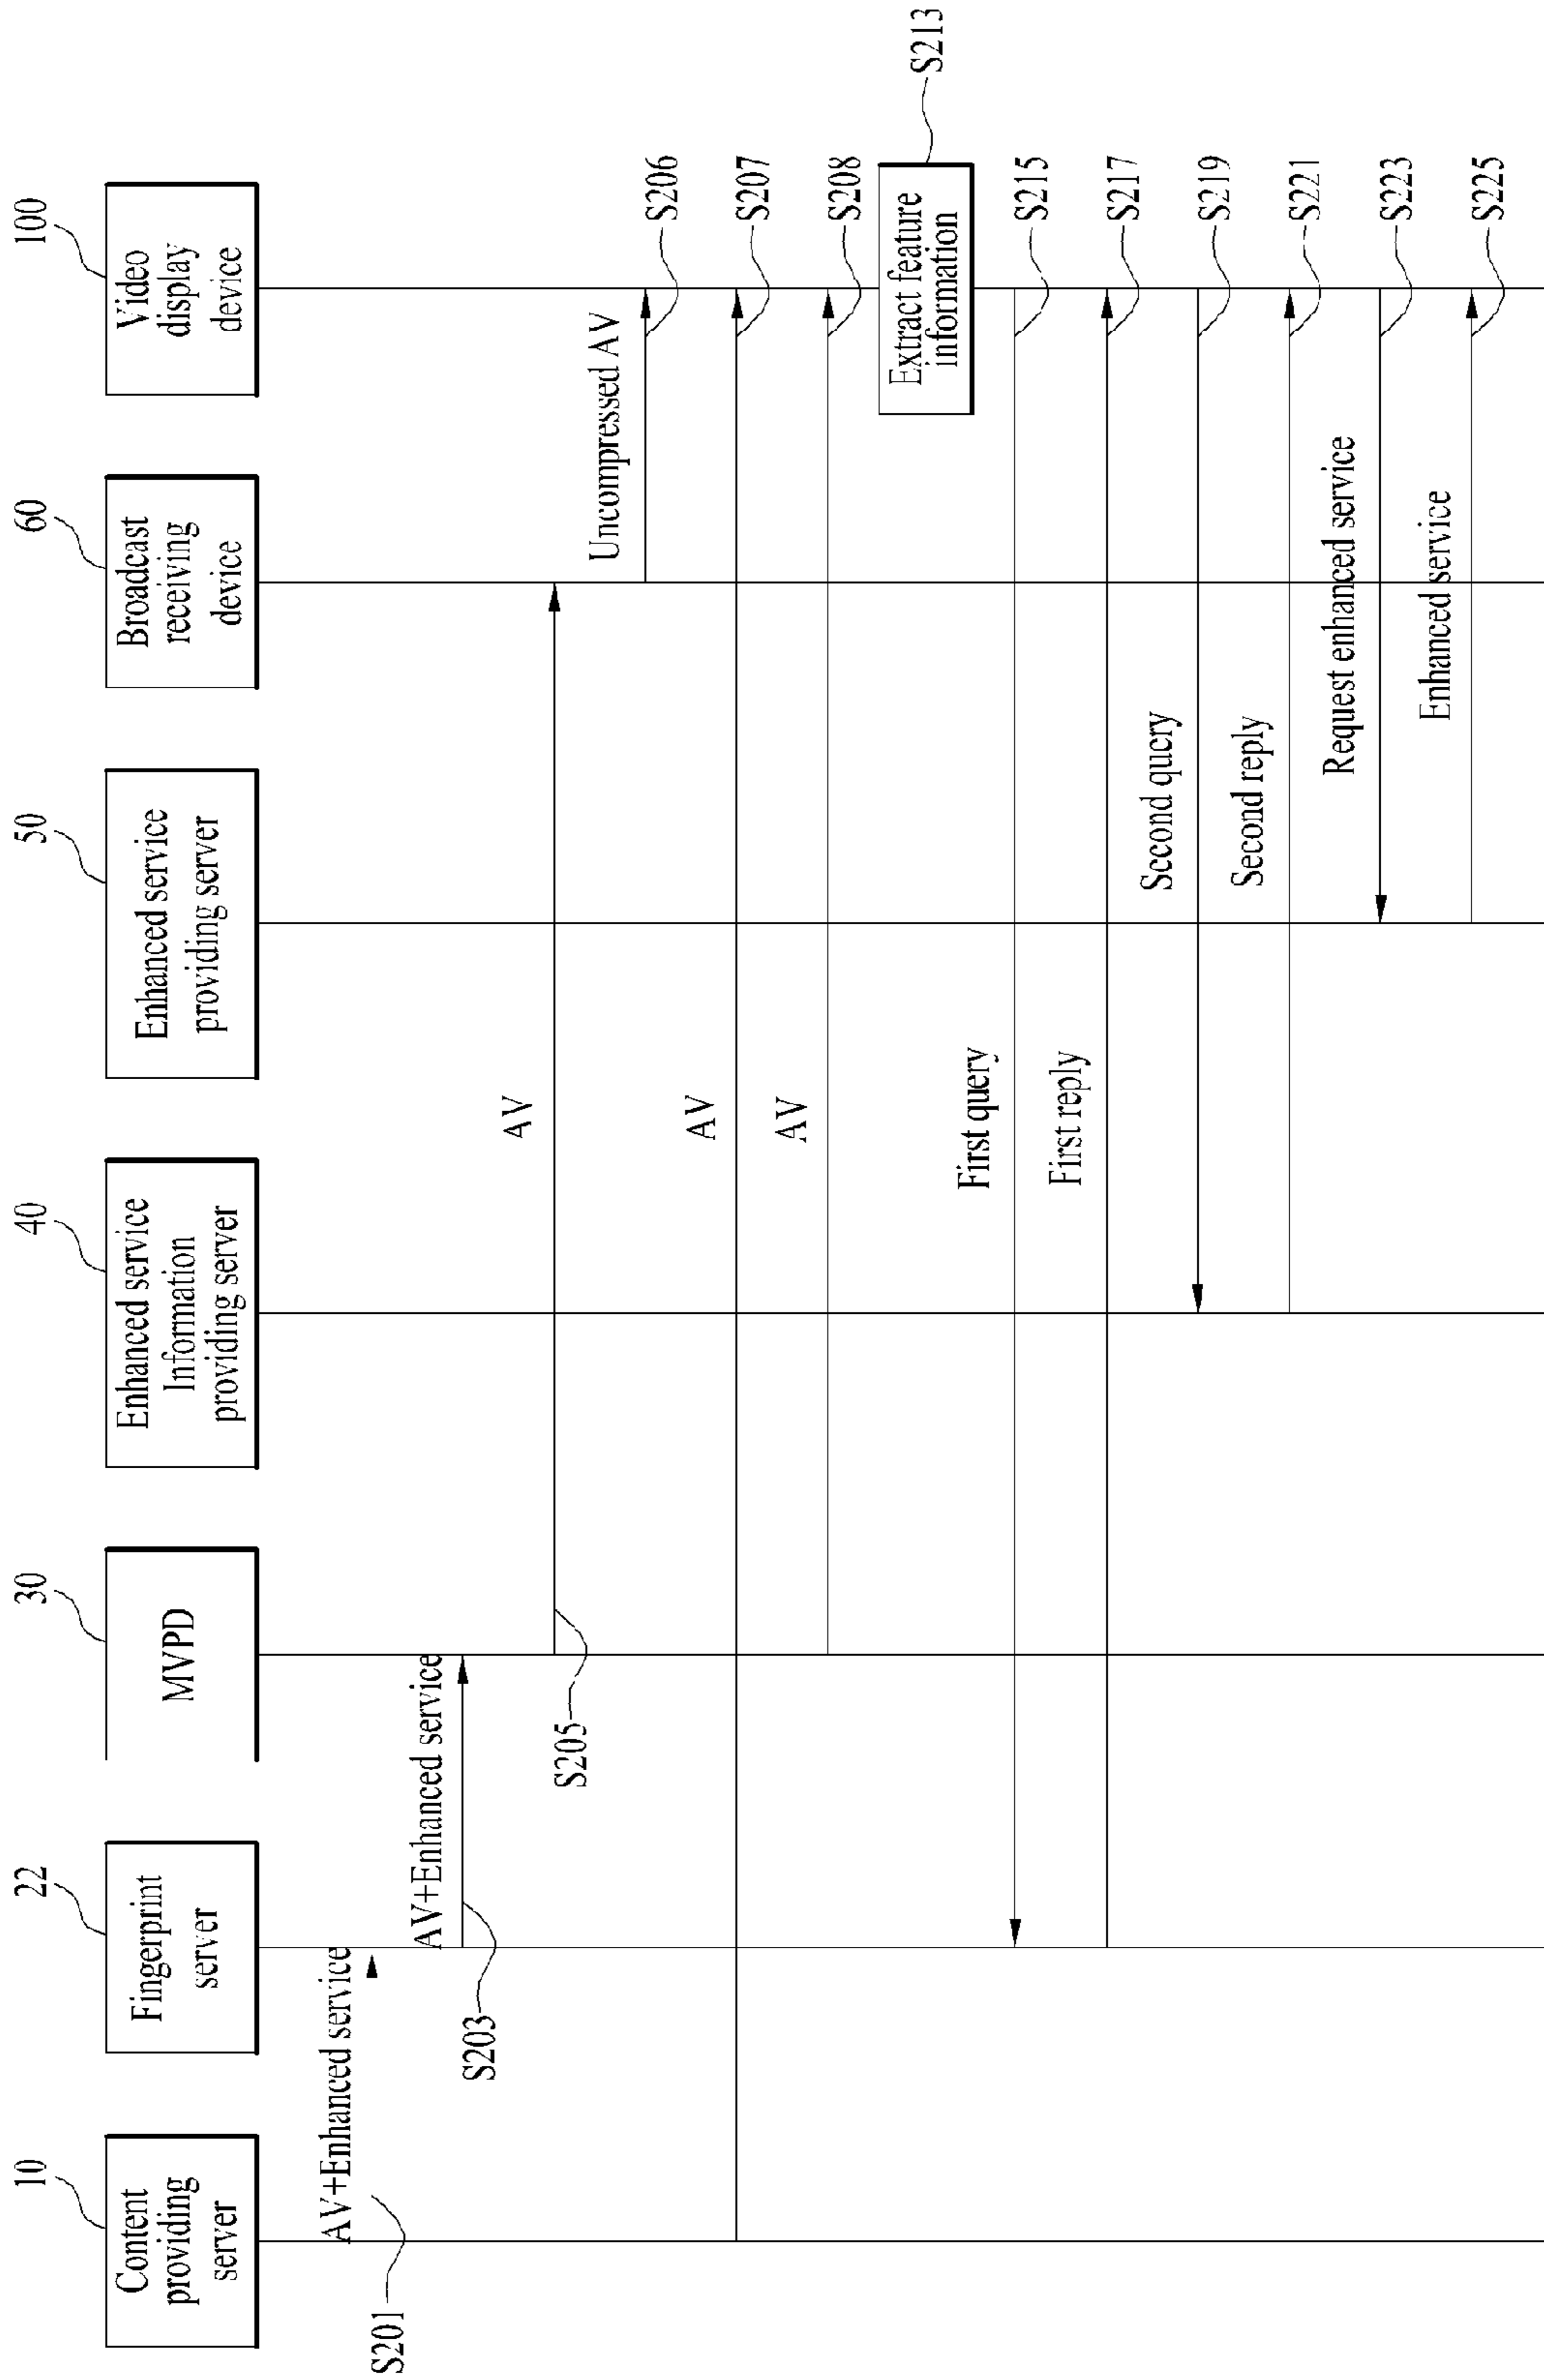 10
Content
providing
server
22
Fingerprint
server
30
MVPD
40
Enhanced service
Information
providing server
50
Enhanced service
providing server
60
Broadcast
receiving
device
100
Video
display
device
AV+Enhanced service
S201
AV+Enhanced service
S203
AV
S205
Uncompressed AV
S206
AV
S207
AV
S208
Extract feature
information
S213
First query
S215
First reply
S217
Second query
S219
Second reply
S221
Request enhanced service
S223
Enhanced service
S225